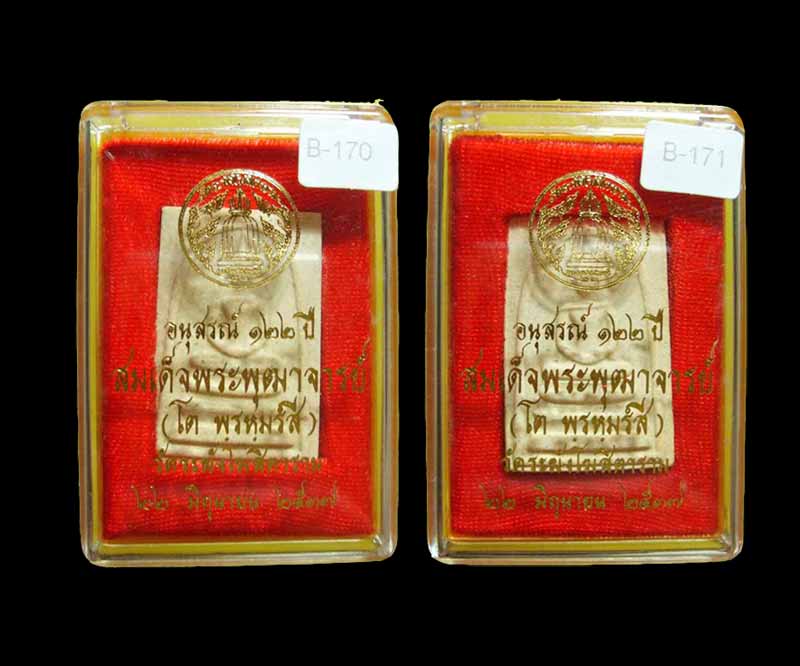 B-170
อนุสรณ์ ๑๒๒ ปี
สมเด็จพระพุฒาจารย์
(โต พรหมรํสี)
วัดระฆังโฆสิตาราม
๒๒ มิถุนายน ๒๕๓๗
B-171
อนุสรณ์ ๑๒๒ ปี
สมเด็จพระพุฒาจารย์
(โต พรหมรํสี)
วัดระฆังโฆสิตาราม
๒๒ มิถุนายน ๒๕๓๗